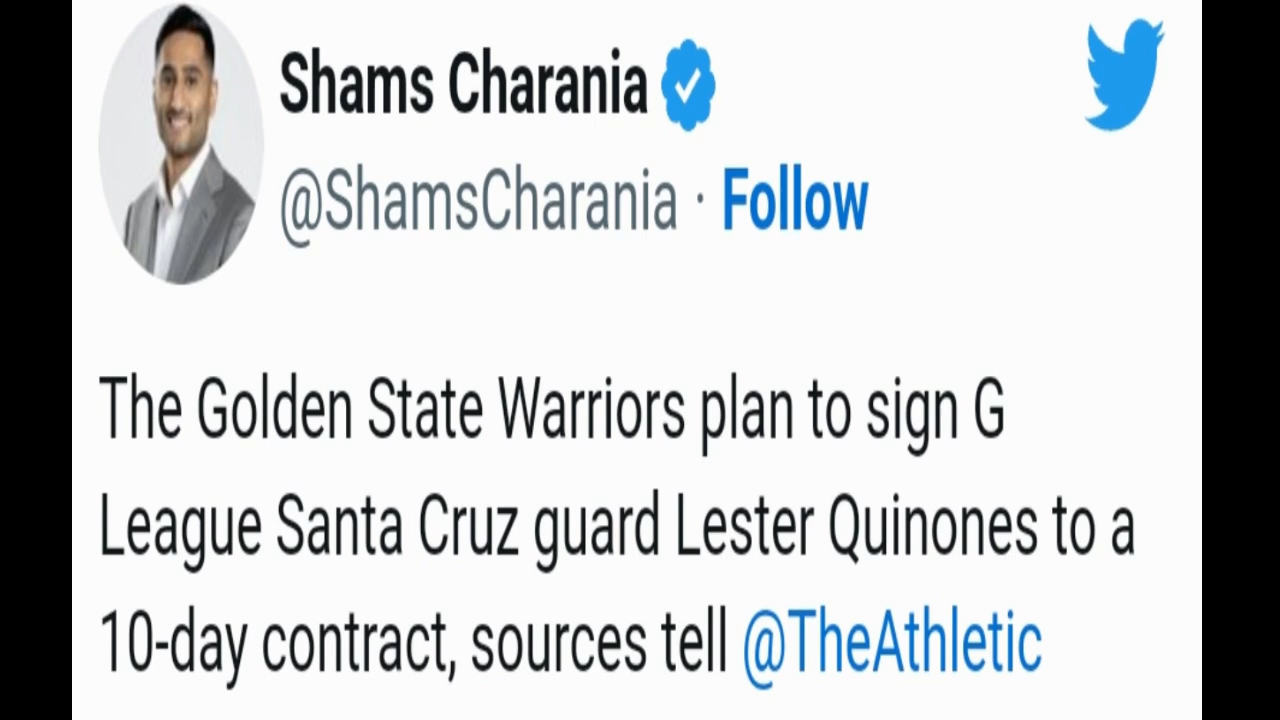 Shams Charania
@ShamsCharania · Follow
The Golden State Warriors plan to sign G
League Santa Cruz guard Lester Quinones to a
10-day contract, sources tell @TheAthletic